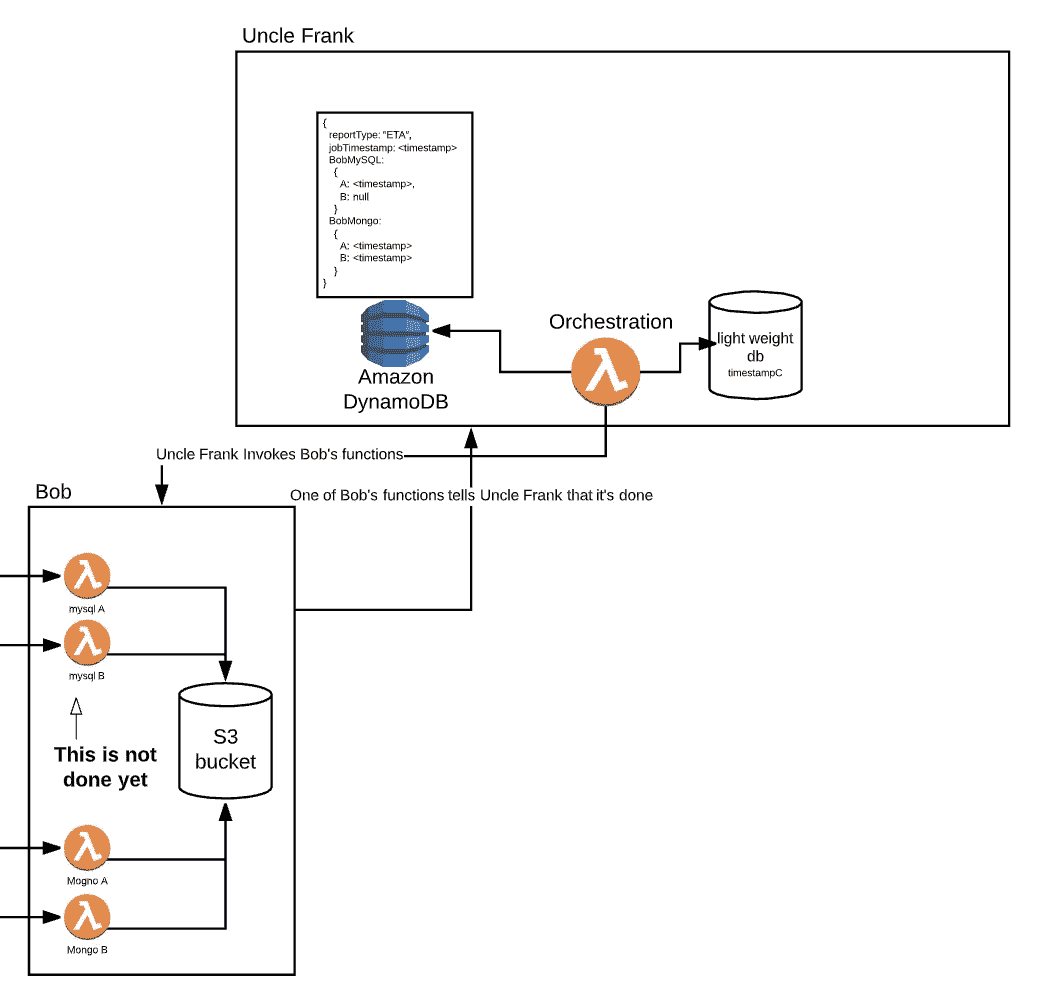 Uncle Frank
{
reportType: "ETA",
jobTimestamp: <timestamp>
BobMySQL:
{
A: <timestamp>,
B: null
}
BobMongo:
{
A: <timestamp>
B: <timestamp>
}
}
Orchestration
light weight
db
timestampC
Amazon
DynamoDB
Uncle Frank Invokes Bob's functions
One of Bob's functions tells Uncle Frank that it's done
Bob
mysql A
mysql B
This is not
done yet
S3
bucket
Mogno A
Mongo B